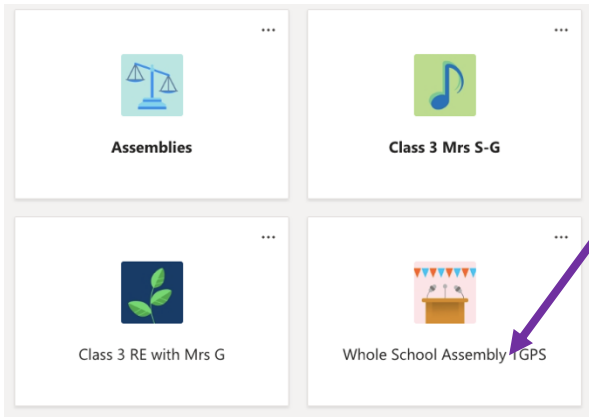 Assemblies
Class 3 Mrs S-G
Class 3 RE with Mrs G
Whole School Assembly TGPS